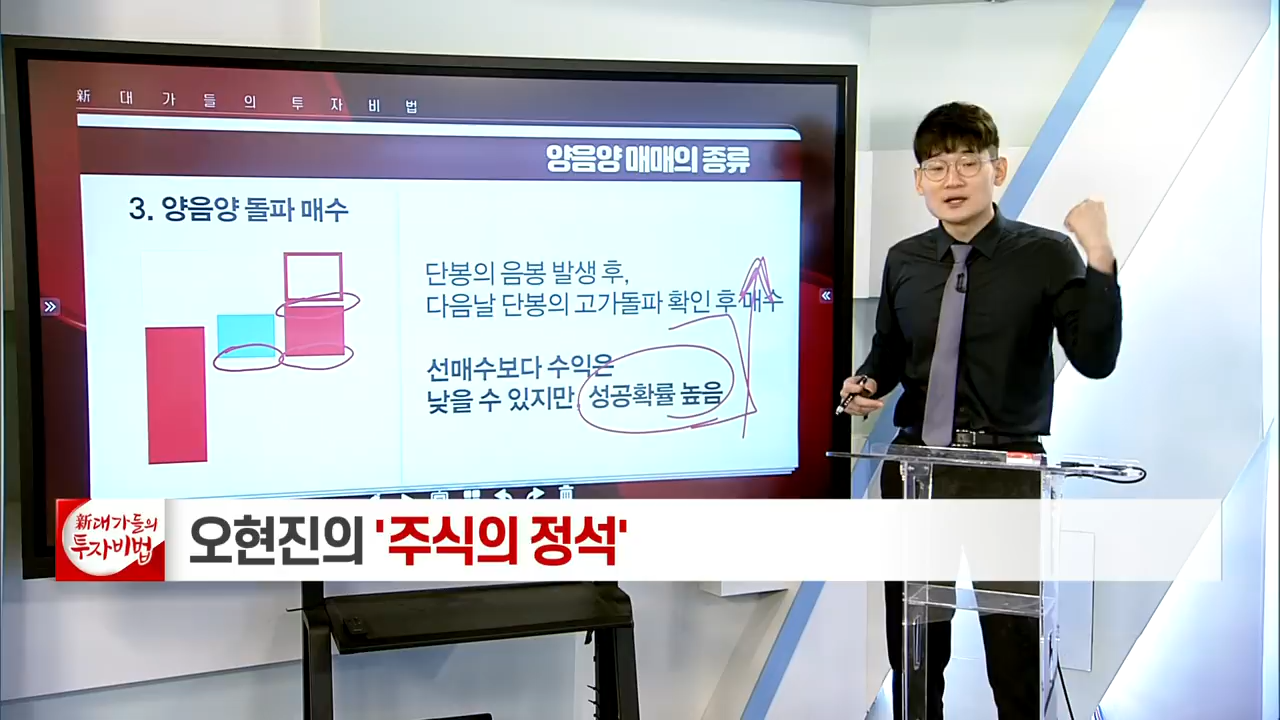 新 대 가 들 의 투 자 비 법
양음양 매매의 종류
3. 양음양 돌파 매수
단봉의 음봉 발생 후,
다음날 단봉의 고가돌파 확인 후 매수
선매수보다 수익은
낮을 수 있지만 성공확률 높음
新대가들의
투자비법
오현진의 '주식의 정석'